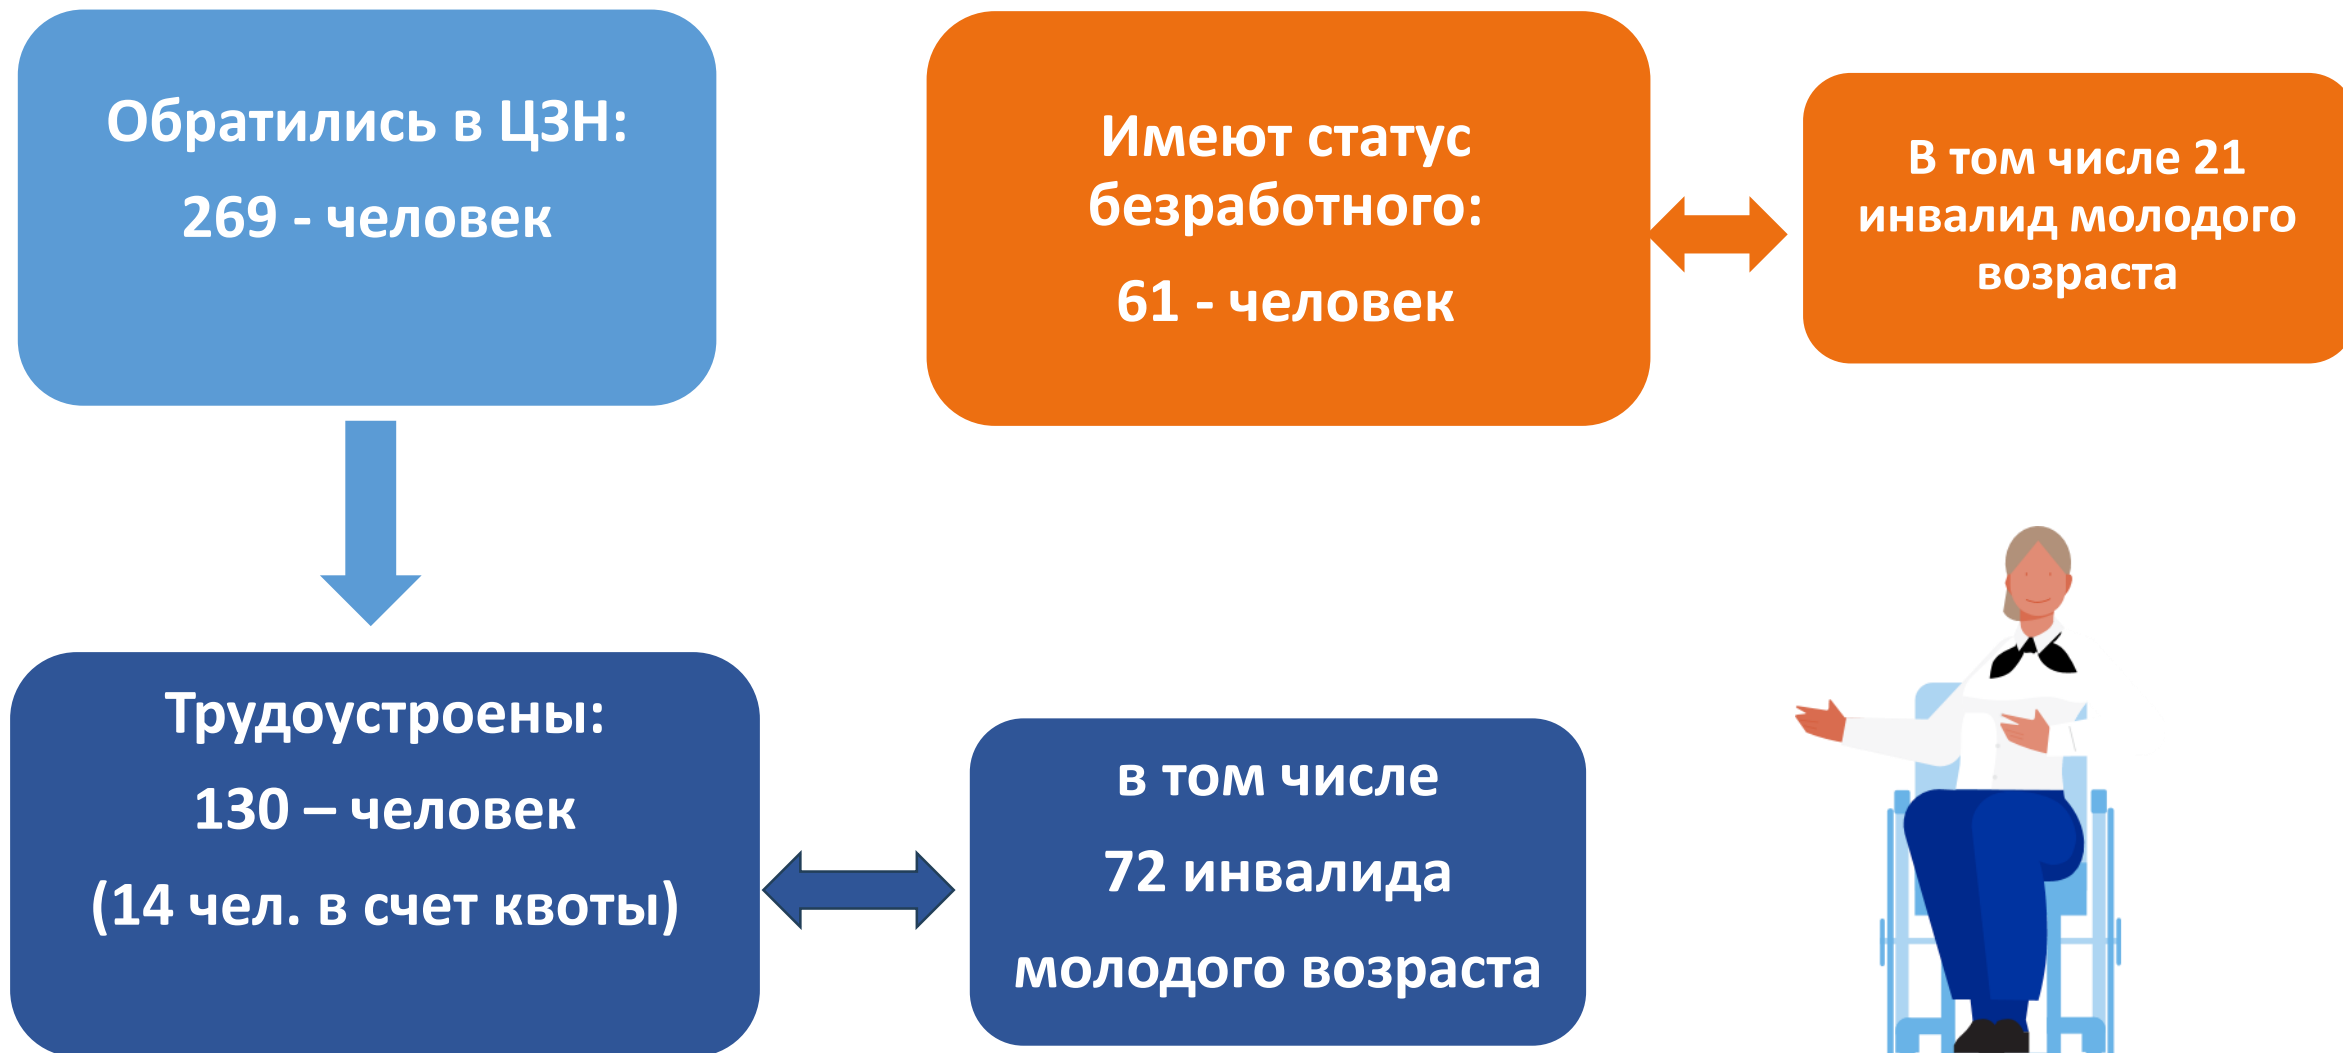 Обратились в ЦЗН:
269 - человек
Имеют статус
безработного:
61 - человек
В том числе 21
инвалид молодого
возраста
Трудоустроены:
130 – человек
(14 чел. в счет квоты)
в том числе
72 инвалида
молодого возраста